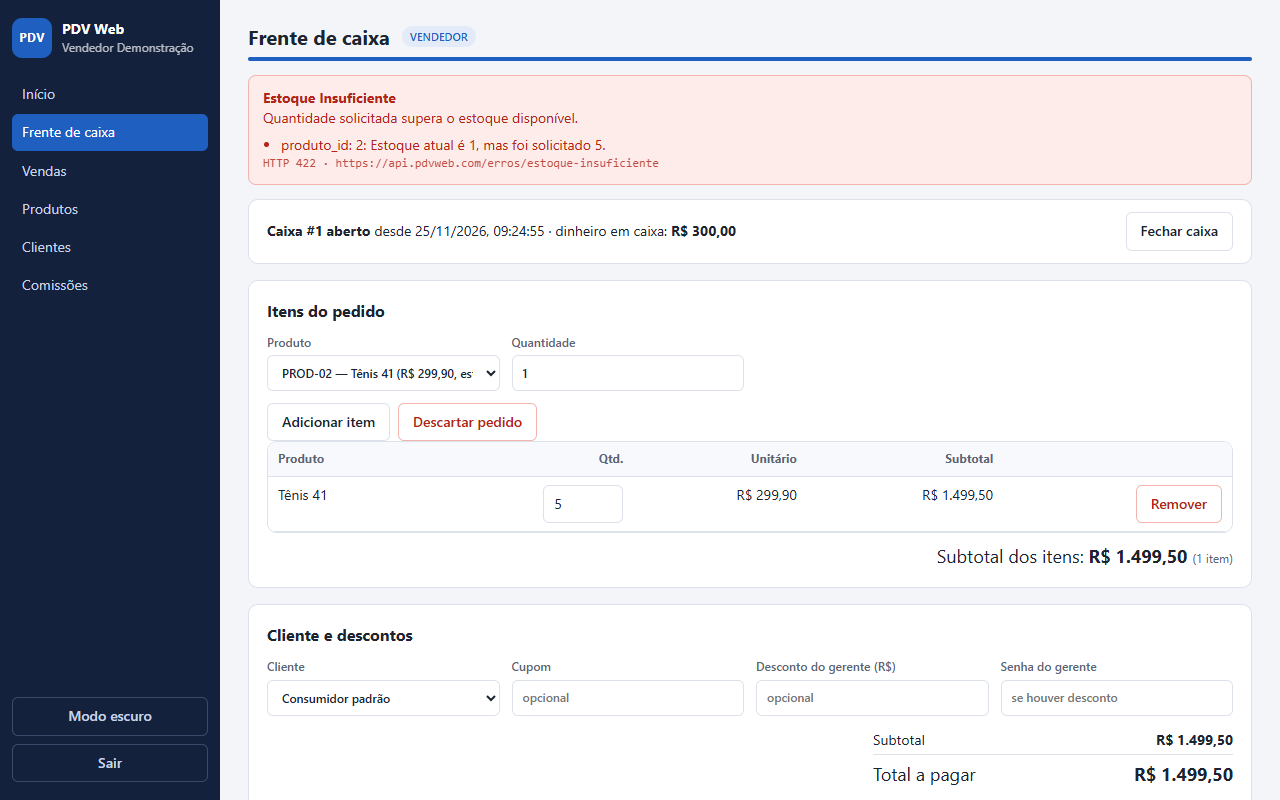 PDV
PDV Web
Vendedor Demonstração
Início
Frente de caixa
Vendas
Produtos
Clientes
Comissões
Modo escuro
Sair
Frente de caixa VENDEDOR
Estoque Insuficiente
Quantidade solicitada supera o estoque disponível.
• produto_id: 2: Estoque atual é 1, mas foi solicitado 5.
HTTP 422 · https://api.pdvweb.com/erros/estoque-insuficiente
Caixa #1 aberto desde 25/11/2026, 09:24:55 · dinheiro em caixa: R$ 300,00
Fechar caixa
Itens do pedido
Produto Quantidade
PROD-02 — Tênis 41 (R$ 299,90, es 1
Adicionar item Descartar pedido
Produto Qtd. Unitário Subtotal
Tênis 41 5 R$ 299,90 R$ 1.499,50 Remover
Subtotal dos itens: R$ 1.499,50 (1 item)
Cliente e descontos
Cliente Cupom Desconto do gerente (R$) Senha do gerente
Consumidor padrão opcional opcional se houver desconto
Subtotal R$ 1.499,50
Total a pagar R$ 1.499,50